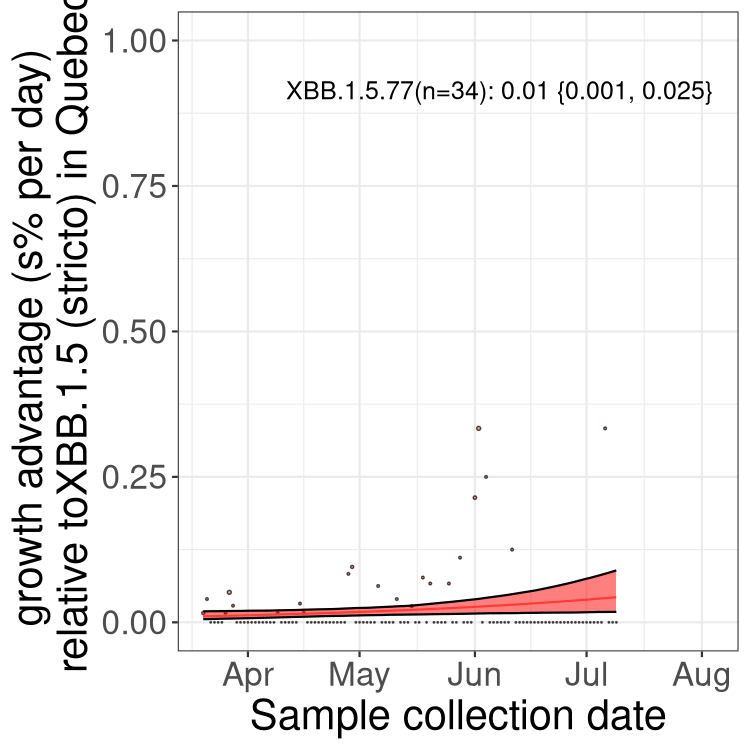 growth advantage (s% per day)
relative toXBB.1.5 (stricto) in Quebec
1.00
0.75
0.50
0.25
0.00
XBB.1.5.77(n=34): 0.01 {0.001, 0.025}
Apr
May
Jun
Jul
Aug
Sample collection date